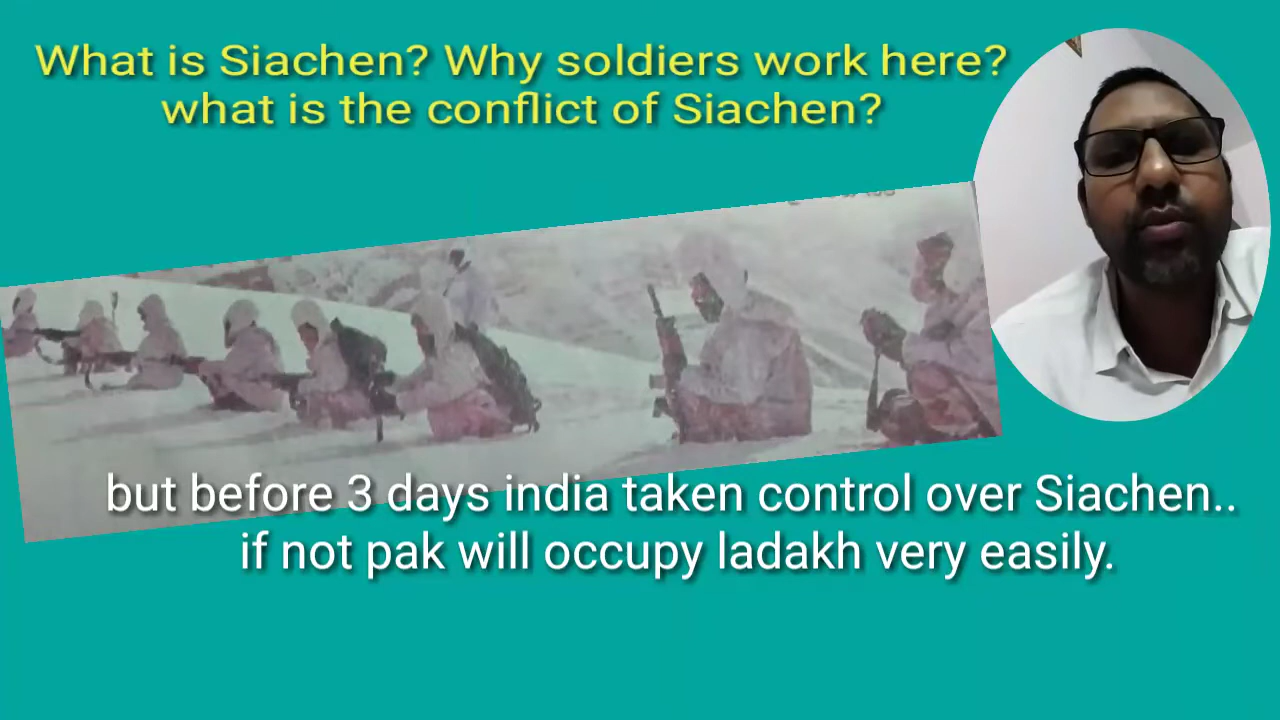 What is Siachen? Why soldiers work here?
what is the conflict of Siachen?
but before 3 days india taken control over Siachen..
if not pak will occupy ladakh very easily.